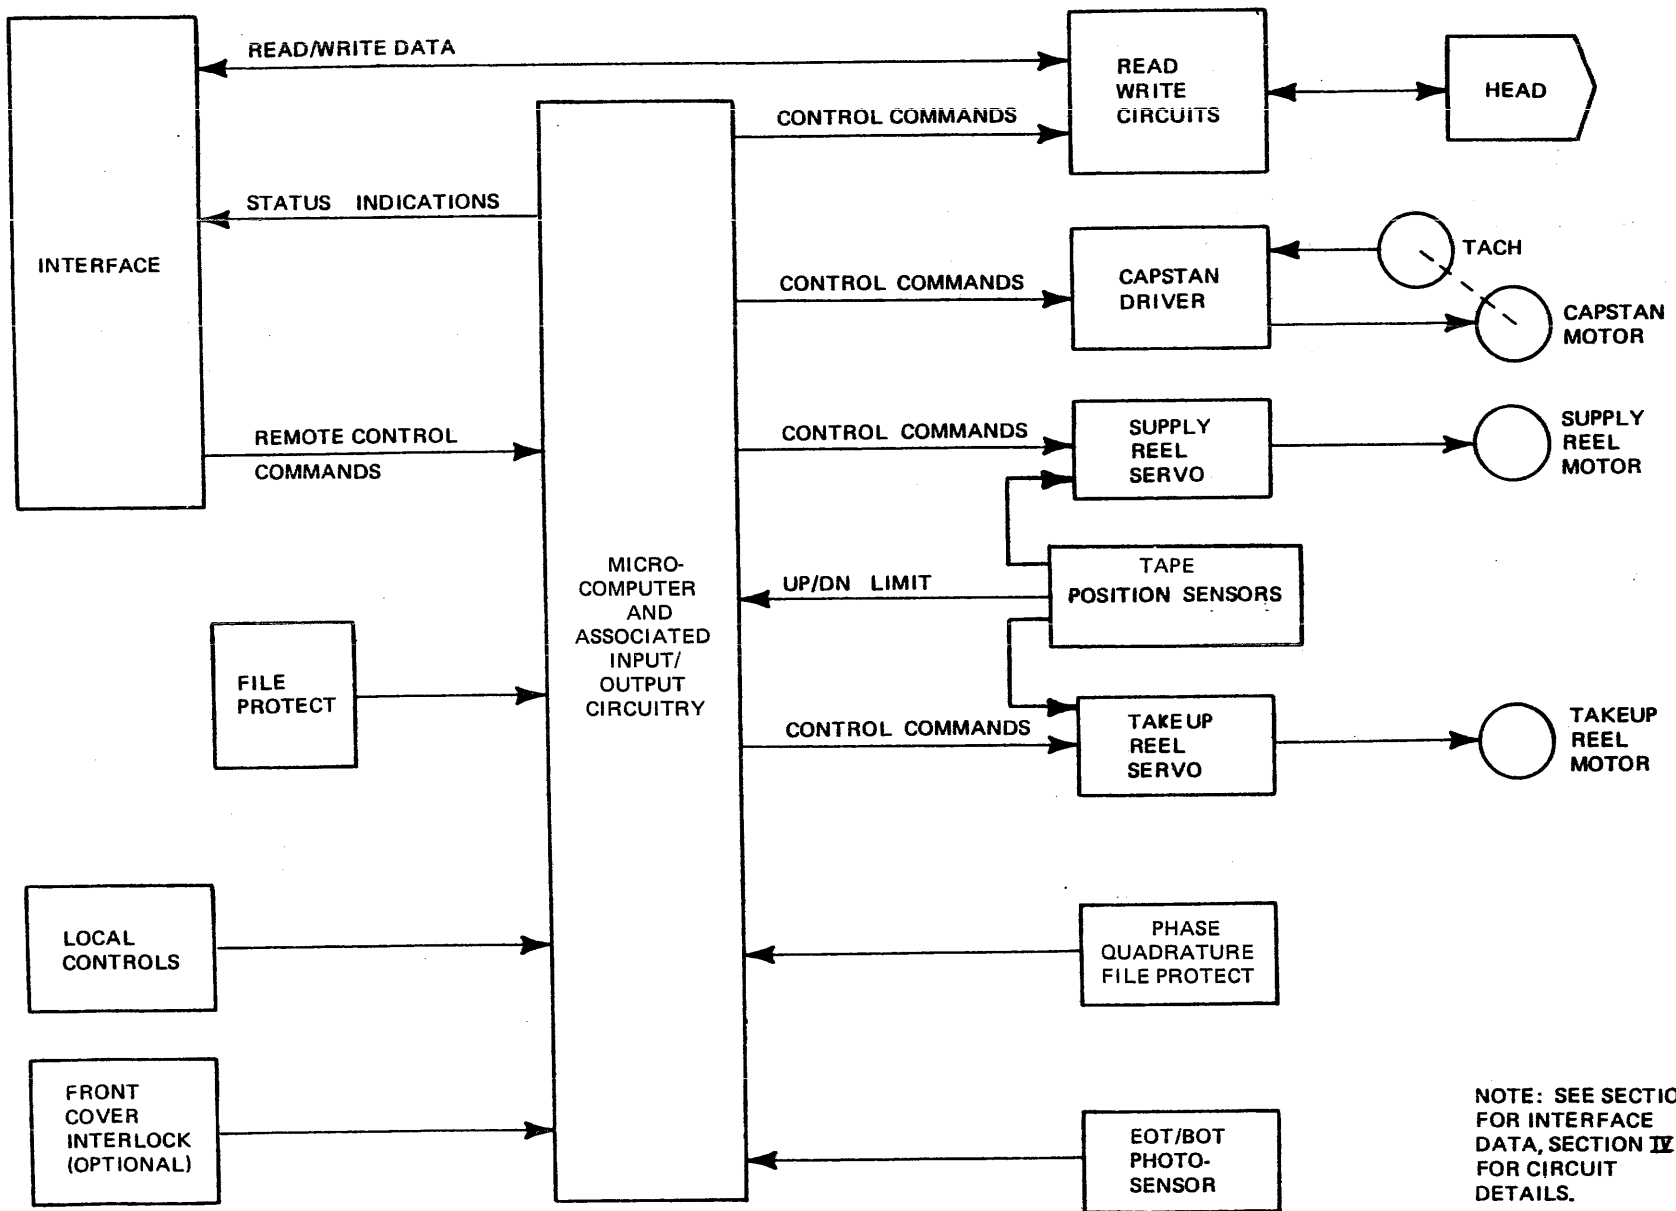 READ/WRITE DATA
READ
WRITE
CIRCUITS
HEAD
CONTROL COMMANDS
STATUS INDICATIONS
INTERFACE
TACH
CONTROL COMMANDS
CAPSTAN
DRIVER
CAPSTAN
MOTOR
REMOTE CONTROL
COMMANDS
CONTROL COMMANDS
SUPPLY
REEL
SERVO
SUPPLY
REEL
MOTOR
MICRO-
COMPUTER
AND
ASSOCIATED
INPUT/
OUTPUT
CIRCUITRY
UP/DN LIMIT
TAPE
POSITION SENSORS
FILE
PROTECT
CONTROL COMMANDS
TAKEUP
REEL
SERVO
TAKEUP
REEL
MOTOR
LOCAL
CONTROLS
PHASE
QUADRATURE
FILE PROTECT
FRONT
COVER
INTERLOCK
(OPTIONAL)
EOT/BOT
PHOTO-
SENSOR
NOTE: SEE SECTIO
FOR INTERFACE
DATA, SECTION IV
FOR CIRCUIT
DETAILS.